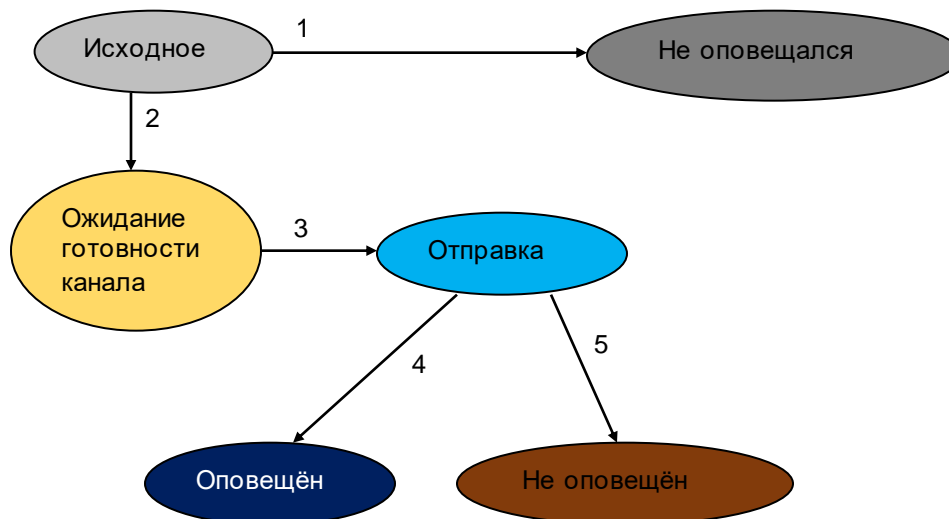 Исходное
1
Не оповещался
2
Ожидание
готовности
канала
3
Отправка
4
5
Оповещён
Не оповещён